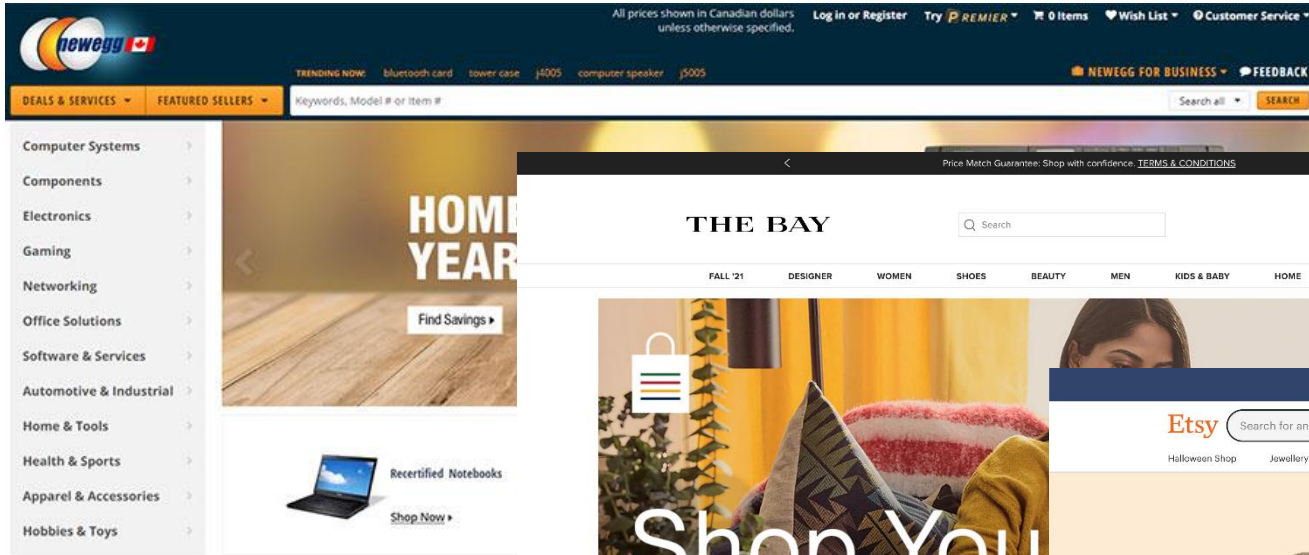 All prices shown in Canadian dollars
unless otherwise specified.
Log in or Register Try PREMIER 0 Items Wish List Customer Service
newegg
TRENDING NOW: bluetooth card tower case j4005 computer speaker j5005
NEWEGG FOR BUSINESS FEEDBACK
DEALS & SERVICES FEATURED SELLERS Keywords, Model # or Item # Search all SEARCH
Computer Systems
Components
Electronics
Gaming
Networking
Office Solutions
Software & Services
Automotive & Industrial
Home & Tools
Health & Sports
Apparel & Accessories
Hobbies & Toys
HOME
YEAR
Find Savings
Recertified Notebooks
Shop Now
Price Match Guarantee: Shop with confidence. TERMS & CONDITIONS
THE BAY
Search
FALL '21 DESIGNER WOMEN SHOES BEAUTY MEN KIDS & BABY HOME
Shop You
Etsy
Search for an
Halloween Shop Jewellery